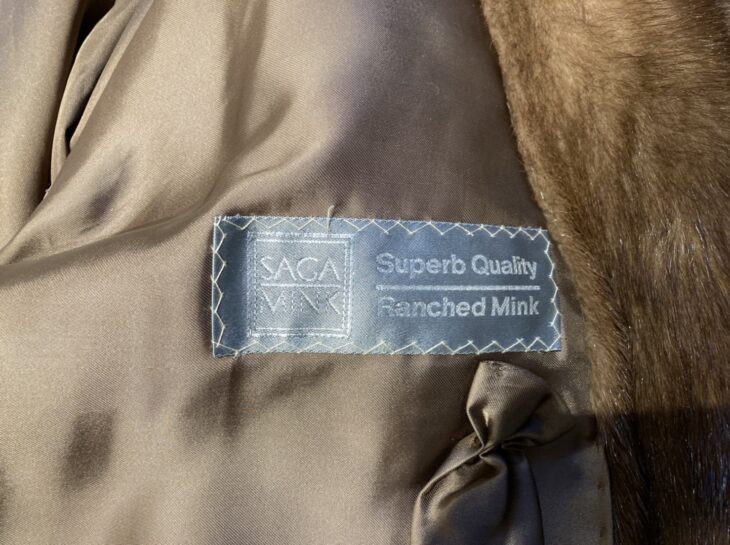 SAGA
MINK
Superb Quality
Ranched Mink